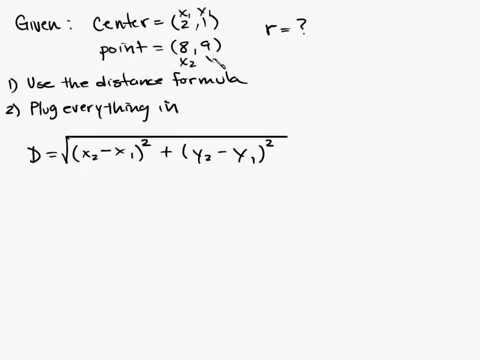 x₁ y₁
Given: center = (2, 1) r = ?
point = (8, 9)
x₂
1) Use the distance formula
2) Plug everything in
D = √(x₂ - x₁)² + (y₂ - y₁)²